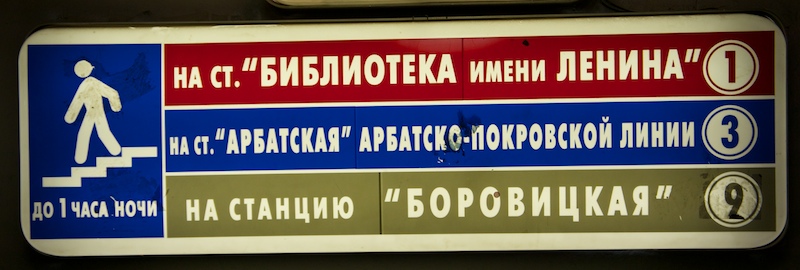 НА СТ. "БИБЛИОТЕКА ИМЕНИ ЛЕНИНА" 1
НА СТ. "АРБАТСКАЯ" АРБАТСКО-ПОКРОВСКОЙ ЛИНИИ 3
ДО 1 ЧАСА НОЧИ
НА СТАНЦИЮ "БОРОВИЦКАЯ" 9